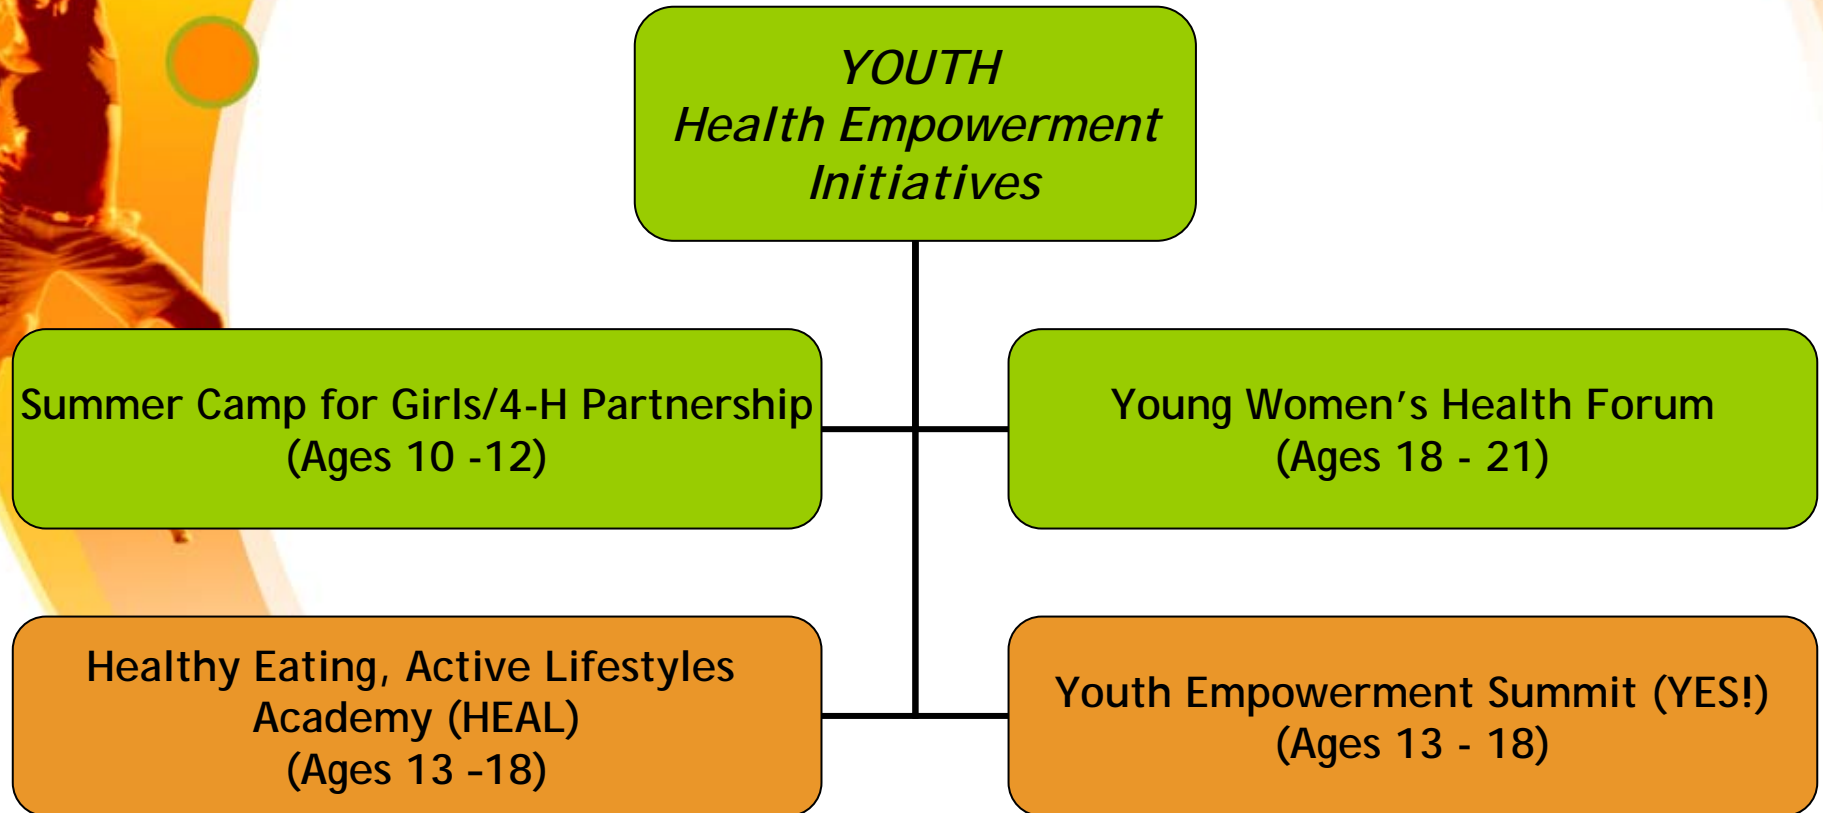 YOUTH
Health Empowerment
Initiatives
Summer Camp for Girls/4-H Partnership
(Ages 10 -12)
Young Women’s Health Forum
(Ages 18 - 21)
Healthy Eating, Active Lifestyles
Academy (HEAL)
(Ages 13 –18)
Youth Empowerment Summit (YES!)
(Ages 13 - 18)